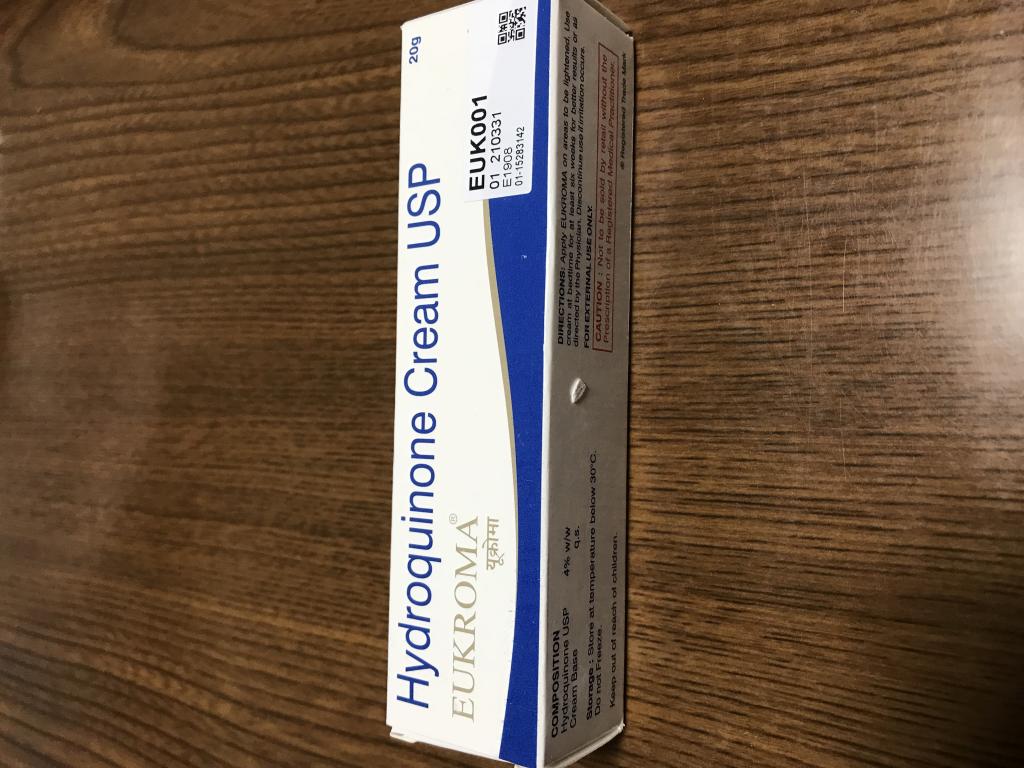 Hydroquinone Cream USP
20g
EUKROMA®
यूक्रोमा
EUK001
01 210331
E1908
01-15283142
COMPOSITION
Hydroquinone USP 4% w/w
Cream Base q.s.
Storage : Store at temperature below 30°C.
Do not Freeze.
Keep out of reach of children.
DIRECTIONS: Apply EUKROMA on areas to be lightened. Use
cream at bedtime for at least six weeks for better results or as
directed by the Physician. Discontinue use if irritation occurs.
FOR EXTERNAL USE ONLY.
CAUTION : Not to be sold by retail without the
Prescription of a Registered Medical Practitioner.
® Registered Trade Mark